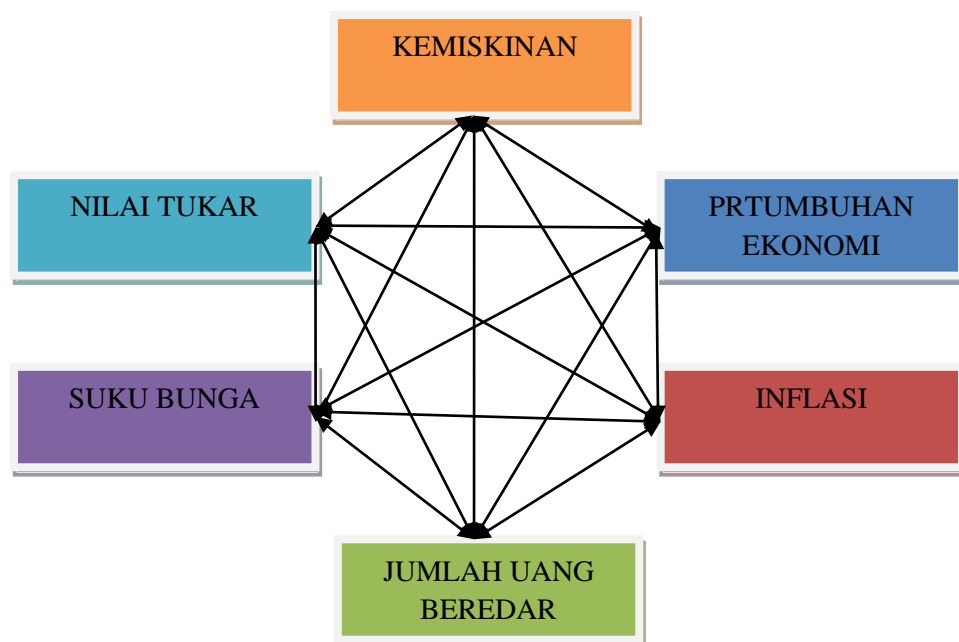 KEMISKINAN
NILAI TUKAR
PRTUMBUHAN
EKONOMI
SUKU BUNGA
INFLASI
JUMLAH UANG
BEREDAR